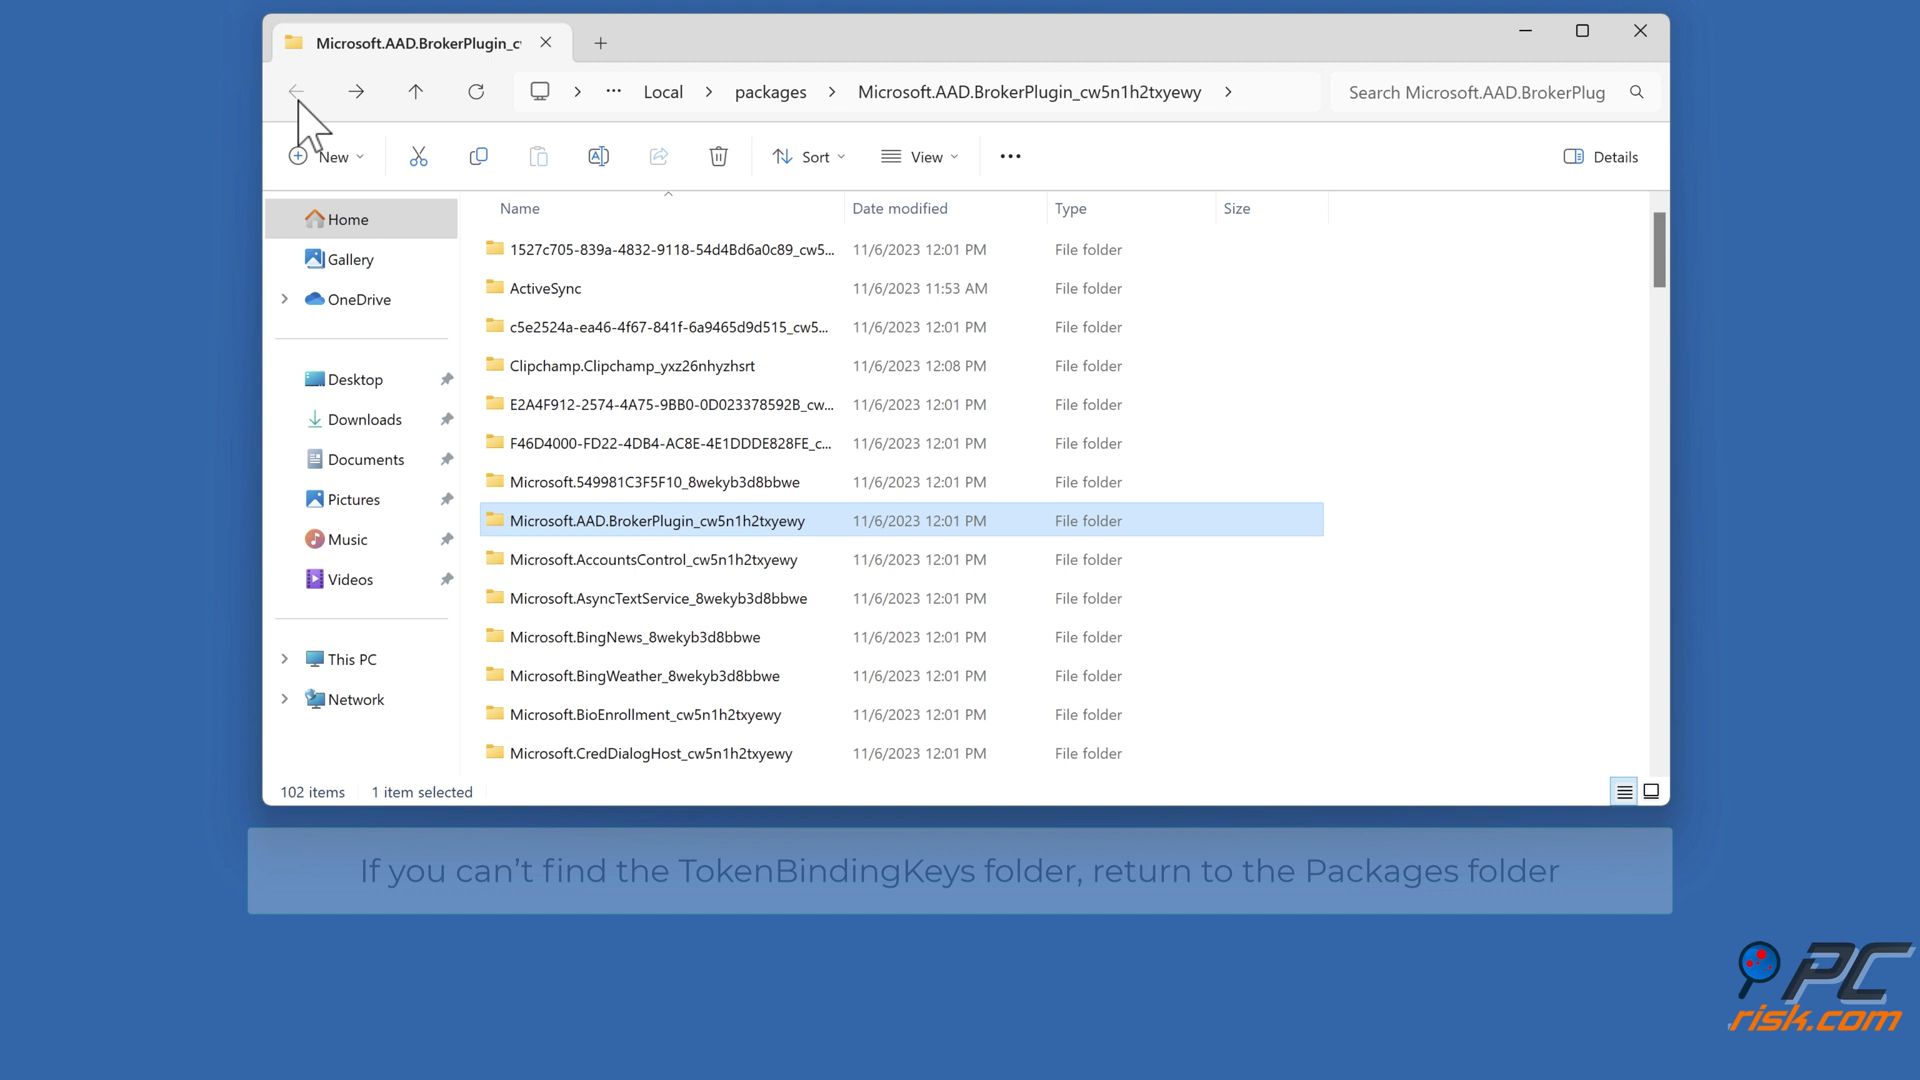 Microsoft.AAD.BrokerPlugin_c
Local packages Microsoft.AAD.BrokerPlugin_cw5n1h2txyewy
Search Microsoft.AAD.BrokerPlug
New
Sort
View
Details
Home
Gallery
OneDrive
Desktop
Downloads
Documents
Pictures
Music
Videos
This PC
Network
Name Date modified Type Size
1527c705-839a-4832-9118-54d4Bd6a0c89_cw5... 11/6/2023 12:01 PM File folder
ActiveSync 11/6/2023 11:53 AM File folder
c5e2524a-ea46-4f67-841f-6a9465d9d515_cw5... 11/6/2023 12:01 PM File folder
Clipchamp.Clipchamp_yxz26nhyzhsrt 11/6/2023 12:08 PM File folder
E2A4F912-2574-4A75-9BB0-0D023378592B_cw... 11/6/2023 12:01 PM File folder
F46D4000-FD22-4DB4-AC8E-4E1DDDE828FE_c... 11/6/2023 12:01 PM File folder
Microsoft.549981C3F5F10_8wekyb3d8bbwe 11/6/2023 12:01 PM File folder
Microsoft.AAD.BrokerPlugin_cw5n1h2txyewy 11/6/2023 12:01 PM File folder
Microsoft.AccountsControl_cw5n1h2txyewy 11/6/2023 12:01 PM File folder
Microsoft.AsyncTextService_8wekyb3d8bbwe 11/6/2023 12:01 PM File folder
Microsoft.BingNews_8wekyb3d8bbwe 11/6/2023 12:01 PM File folder
Microsoft.BingWeather_8wekyb3d8bbwe 11/6/2023 12:01 PM File folder
Microsoft.BioEnrollment_cw5n1h2txyewy 11/6/2023 12:01 PM File folder
Microsoft.CredDialogHost_cw5n1h2txyewy 11/6/2023 12:01 PM File folder
102 items 1 item selected
If you can’t find the TokenBindingKeys folder, return to the Packages folder
PC
risk.com